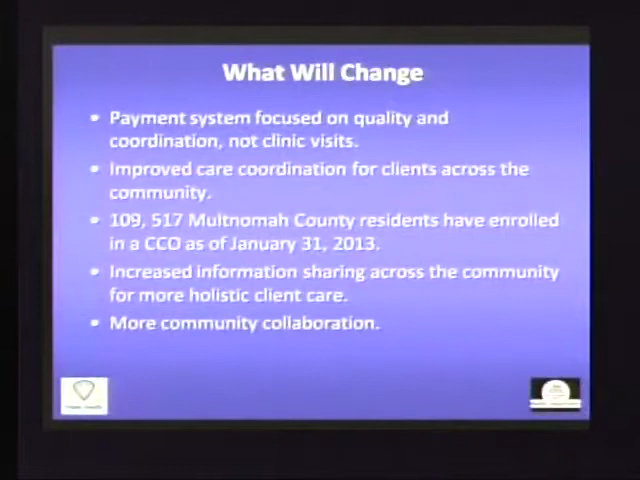 What Will Change
• Payment system focused on quality and
coordination, not clinic visits.
• Improved care coordination for clients across the
community.
• 109, 517 Multnomah County residents have enrolled
in a CCO as of January 31, 2013.
• Increased information sharing across the community
for more holistic client care.
• More community collaboration.